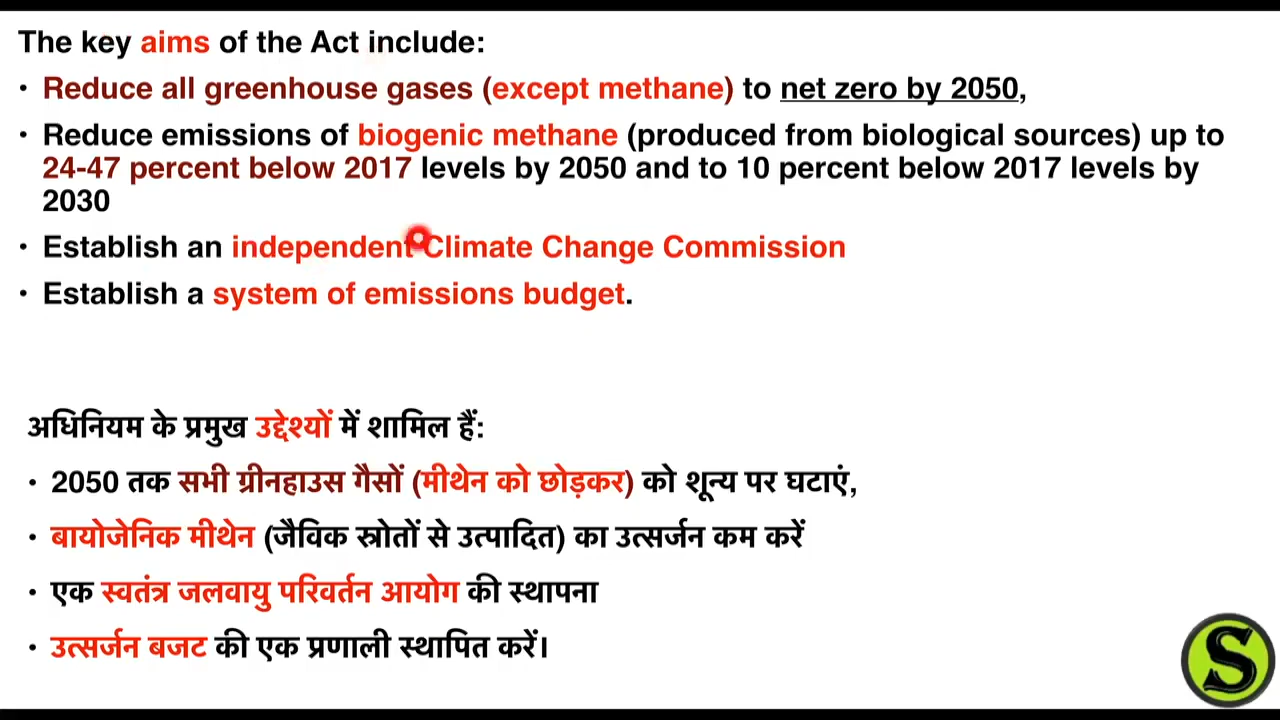 The key aims of the Act include:
• Reduce all greenhouse gases (except methane) to net zero by 2050,
• Reduce emissions of biogenic methane (produced from biological sources) up to
24-47 percent below 2017 levels by 2050 and to 10 percent below 2017 levels by
2030
• Establish an independent Climate Change Commission
• Establish a system of emissions budget.
अधिनियम के प्रमुख उद्देश्यों में शामिल हैं:
• 2050 तक सभी ग्रीनहाउस गैसों (मीथेन को छोड़कर) को शून्य पर घटाएं,
• बायोजेनिक मीथेन (जैविक स्रोतों से उत्पादित) का उत्सर्जन कम करें
• एक स्वतंत्र जलवायु परिवर्तन आयोग की स्थापना
• उत्सर्जन बजट की एक प्रणाली स्थापित करें।
S